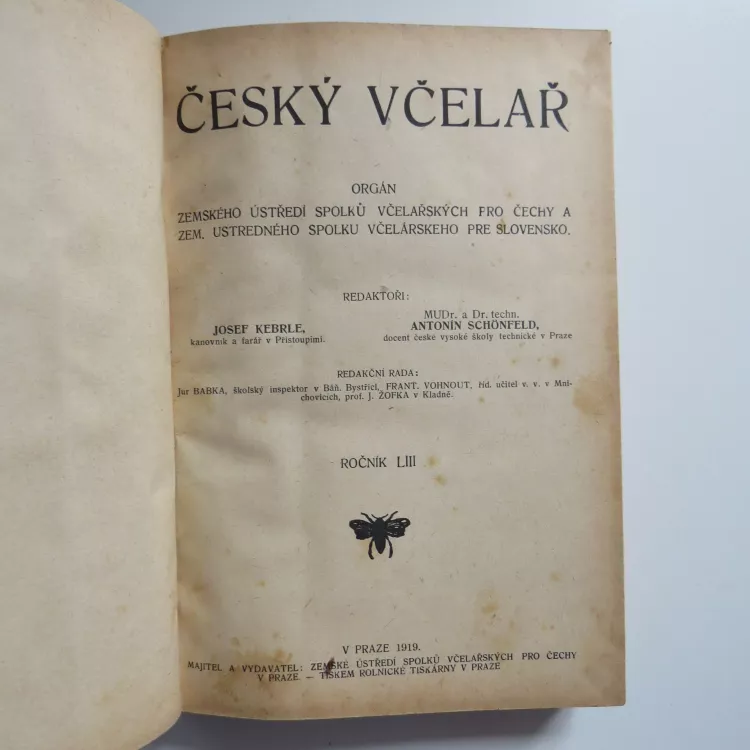 ČESKÝ VČELAŘ
ORGÁN
ZEMSKÉHO ÚSTŘEDÍ SPOLKŮ VČELAŘSKÝCH PRO ČECHY A
ZEM. USTREDNÉHO SPOLKU VČELÁRSKEHO PRE SLOVENSKO.
REDAKTOŘI:
JOSEF KEBRLE,
kanovník a farář v Přistoupimi.
MUDr. a Dr. techn.
ANTONÍN SCHÖNFELD,
docent české vysoké školy technické v Praze
REDAKČNÍ RADA:
Jur BABKA, školský inspektor v Báň. Bystřici, FRANT. VOHNOUT, říd. učitel v. v. v Mni-
chovicích, prof. J. ŽOFKA v Kladně.
ROČNÍK LIII
V PRAZE 1919.
MAJITEL A VYDAVATEL: ZEMSKÉ ÚSTŘEDÍ SPOLKŮ VČELAŘSKÝCH PRO ČECHY
V PRAZE. — TISKEM ROLNICKÉ TISKÁRNY V PRAZE